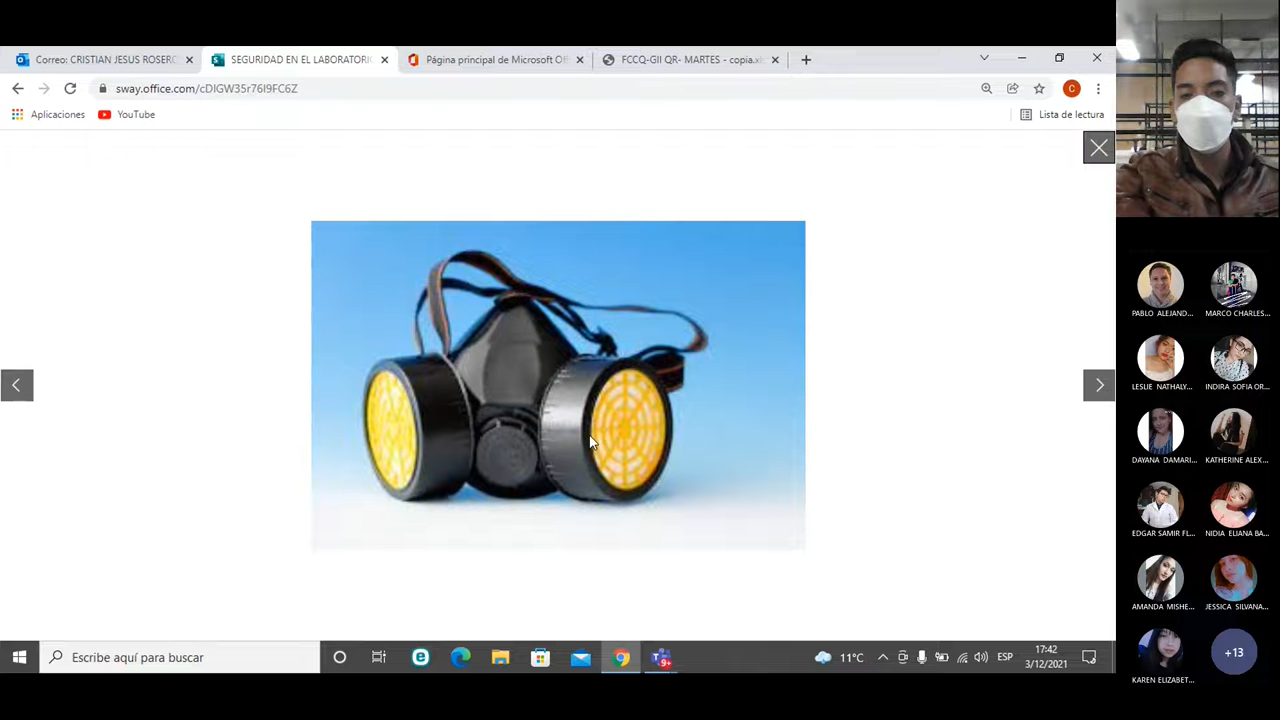 Correo: CRISTIAN JESUS ROSERO
SEGURIDAD EN EL LABORATORIO
Página principal de Microsoft Of
FCCQ-GII QR- MARTES - copia.xl
sway.office.com/cDIGW35r76I9FC6Z
C
Aplicaciones
YouTube
Lista de lectura
PABLO ALEJAND...
MARCO CHARLES...
LESLIE NATHALY...
INDIRA SOFIA OR...
DAYANA DAMARI...
KATHERINE ALEX...
EDGAR SAMIR FL...
NIDIA ELIANA BA...
AMANDA MISHE...
JESSICA SILVANA...
KAREN ELIZABET...
+13
Escribe aquí para buscar
9+
11°C
ESP
17:42
3/12/2021